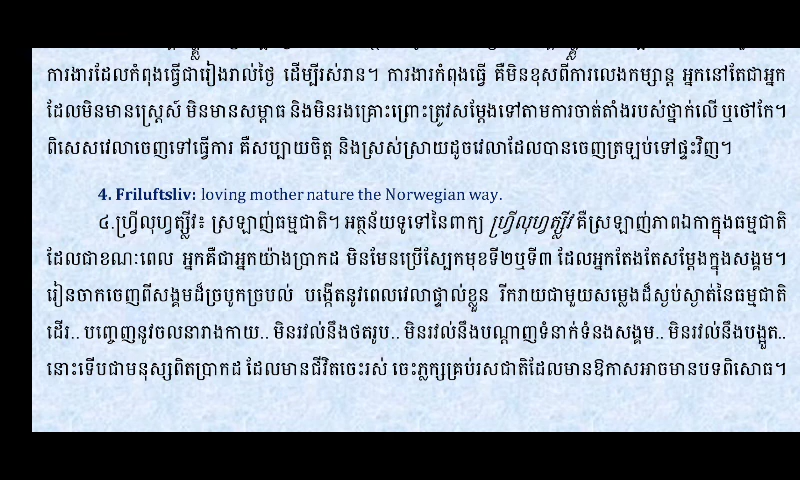 ការងារដែលកំពុងធ្វើជារៀងរាល់ថ្ងៃ ដើម្បីរស់រាន។ ការងារកំពុងធ្វើ គឺមិនខុសពីការលេងកម្សាន្ត អ្នកនៅតែជាអ្នក
ដែលមិនមានស្ត្រេស៍ មិនមានសម្ពាធ និងមិនរងគ្រោះព្រោះត្រូវសម្តែងទៅតាមការចាត់តាំងរបស់ថ្នាក់លើ ឬថៅកែ។
ពិសេសវេលាចេញទៅធ្វើការ គឺសប្បាយចិត្ត និងស្រស់ស្រាយដូចវេលាដែលបានចេញត្រឡប់ទៅផ្ទះវិញ។
4. Friluftsliv: loving mother nature the Norwegian way.
៤.ហ្វ្រីលុហ្វត្ស្លីវ៖ ស្រឡាញ់ធម្មជាតិ។ អត្ថន័យទូទៅនៃពាក្យ ហ្វ្រីលុហ្វត្ស្លីវ គឺស្រឡាញ់ភាពឯកាក្នុងធម្មជាតិ
ដែលជាខណៈពេល អ្នកគឺជាអ្នកយ៉ាងប្រាកដ មិនមែនប្រើស្បែកមុខទី២ឬទី៣ ដែលអ្នកតែងតែសម្តែងក្នុងសង្គម។
រៀនចាកចេញពីសង្គមដ៏ច្របូកច្របល់ បង្កើតនូវពេលវេលាផ្ទាល់ខ្លួន រីករាយជាមួយសម្លេងដ៏ស្ងប់ស្ងាត់នៃធម្មជាតិ
ដើរ.. បញ្ចេញនូវចលនារាងកាយ.. មិនរវល់នឹងថតរូប.. មិនរវល់នឹងបណ្តាញទំនាក់ទំនងសង្គម.. មិនរវល់នឹងបង្អួត..
នោះទើបជាមនុស្សពិតប្រាកដ ដែលមានជីវិតចេះរស់ ចេះភ្លក្សគ្រប់រសជាតិដែលមានឱកាសអាចមានបទពិសោធ។